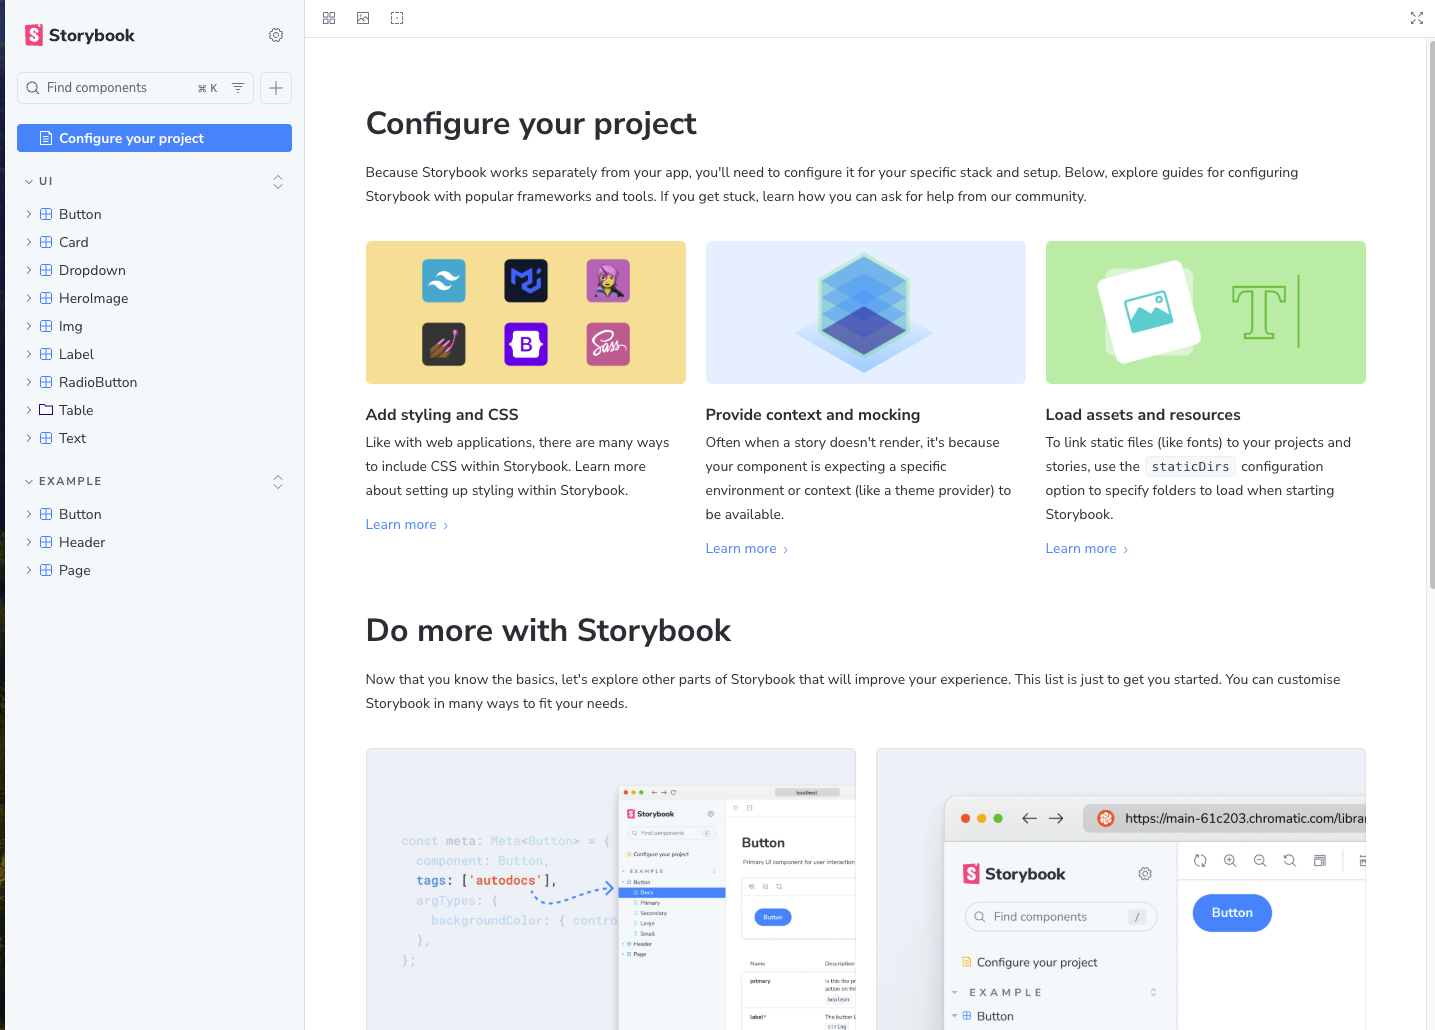 Storybook
Find components ⌘ K
Configure your project
UI
Button
Card
Dropdown
HeroImage
Img
Label
RadioButton
Table
Text
EXAMPLE
Button
Header
Page
Configure your project
Because Storybook works separately from your app, you'll need to configure it for your specific stack and setup. Below, explore guides for configuring
Storybook with popular frameworks and tools. If you get stuck, learn how you can ask for help from our community.
B
Sass
T
Add styling and CSS
Like with web applications, there are many ways
to include CSS within Storybook. Learn more
about setting up styling within Storybook.
Learn more
Provide context and mocking
Often when a story doesn't render, it's because
your component is expecting a specific
environment or context (like a theme provider) to
be available.
Learn more
Load assets and resources
To link static files (like fonts) to your projects and
stories, use the staticDirs configuration
option to specify folders to load when starting
Storybook.
Learn more
Do more with Storybook
Now that you know the basics, let's explore other parts of Storybook that will improve your experience. This list is just to get you started. You can customise
Storybook in many ways to fit your needs.
const meta: Meta<Button> = {
component: Button,
tags: ['autodocs'],
argTypes: {
backgroundColor: { contro
},
};
localhost
Storybook
Find components /
Configure your project
EXAMPLE
Button
Docs
Primary
Secondary
Large
Small
Header
Page
Button
Primary UI component for user interaction
Button
Name Description
primary Is this the pr
action on thi
boolean
label* The button l
string
https://main-61c203.chromatic.com/librar
Storybook
Find components /
Configure your project
EXAMPLE
Button
Button